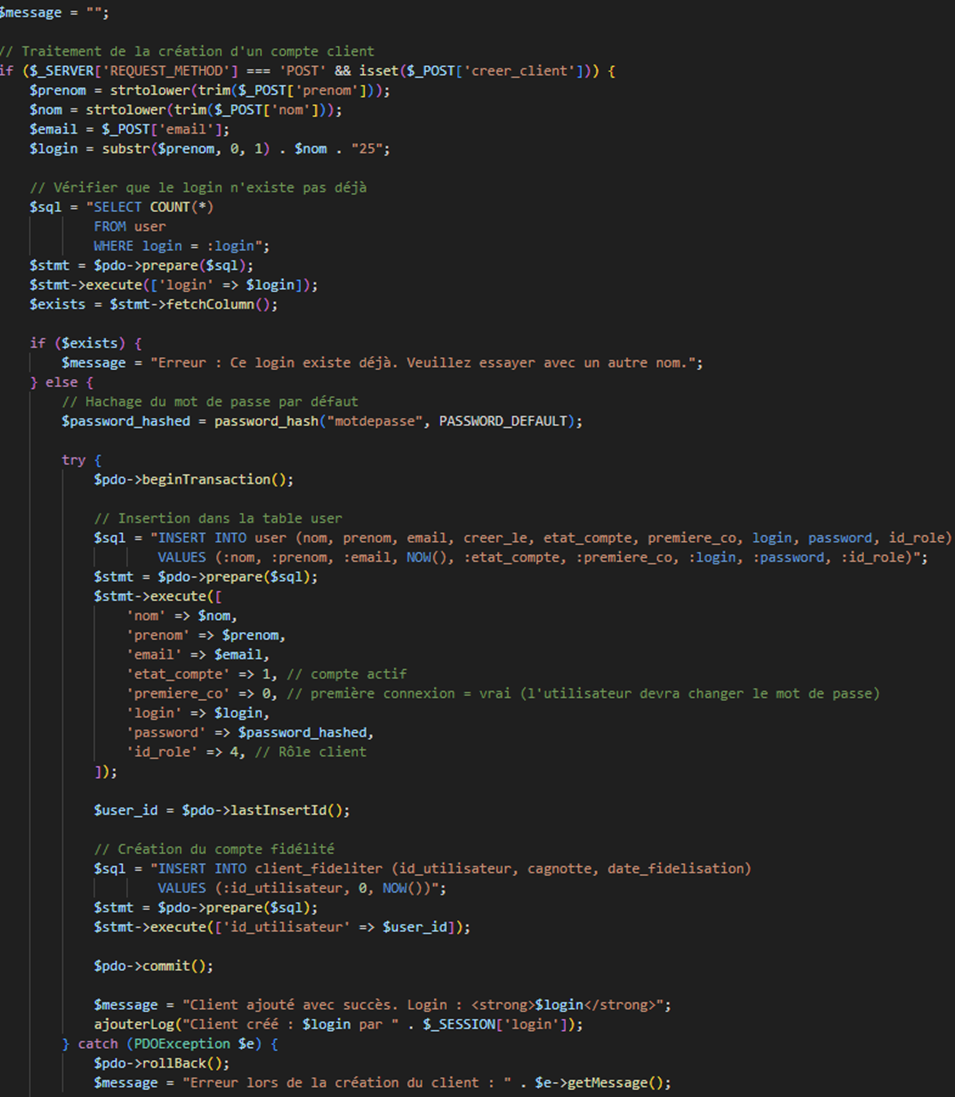 $message = "";
// Traitement de la création d'un compte client
if ($_SERVER['REQUEST_METHOD'] === 'POST' && isset($_POST['creer_client'])) {
$prenom = strtolower(trim($_POST['prenom']));
$nom = strtolower(trim($_POST['nom']));
$email = $_POST['email'];
$login = substr($prenom, 0, 1) . $nom . "25";
// Vérifier que le login n'existe pas déjà
$sql = "SELECT COUNT(*)
FROM user
WHERE login = :login";
$stmt = $pdo->prepare($sql);
$stmt->execute(['login' => $login]);
$exists = $stmt->fetchColumn();
if ($exists) {
$message = "Erreur : Ce login existe déjà. Veuillez essayer avec un autre nom.";
} else {
// Hachage du mot de passe par défaut
$password_hashed = password_hash("motdepasse", PASSWORD_DEFAULT);
try {
$pdo->beginTransaction();
// Insertion dans la table user
$sql = "INSERT INTO user (nom, prenom, email, creer_le, etat_compte, premiere_co, login, password, id_role)
VALUES (:nom, :prenom, :email, NOW(), :etat_compte, :premiere_co, :login, :password, :id_role)";
$stmt = $pdo->prepare($sql);
$stmt->execute([
'nom' => $nom,
'prenom' => $prenom,
'email' => $email,
'etat_compte' => 1, // compte actif
'premiere_co' => 0, // première connexion = vrai (l'utilisateur devra changer le mot de passe)
'login' => $login,
'password' => $password_hashed,
'id_role' => 4, // Rôle client
]);
$user_id = $pdo->lastInsertId();
// Création du compte fidélité
$sql = "INSERT INTO client_fideliter (id_utilisateur, cagnotte, date_fidelisation)
VALUES (:id_utilisateur, 0, NOW())";
$stmt = $pdo->prepare($sql);
$stmt->execute(['id_utilisateur' => $user_id]);
$pdo->commit();
$message = "Client ajouté avec succès. Login : <strong>$login</strong>";
ajouterLog("Client créé : $login par " . $_SESSION['login']);
} catch (PDOException $e) {
$pdo->rollBack();
$message = "Erreur lors de la création du client : " . $e->getMessage();